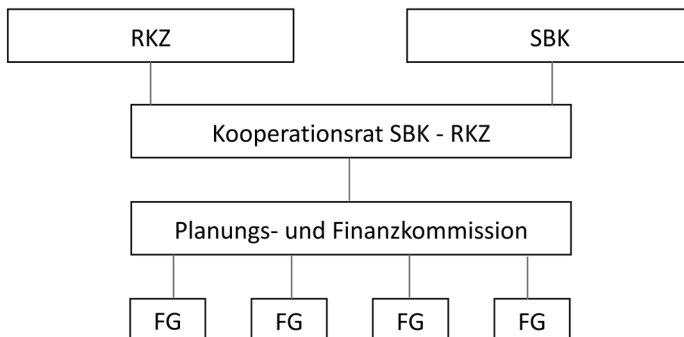 RKZ
SBK
Kooperationsrat SBK - RKZ
Planungs- und Finanzkommission
FG
FG
FG
FG